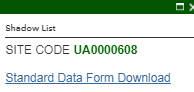 Shadow List
SITE CODE UA0000608
Standard Data Form Download